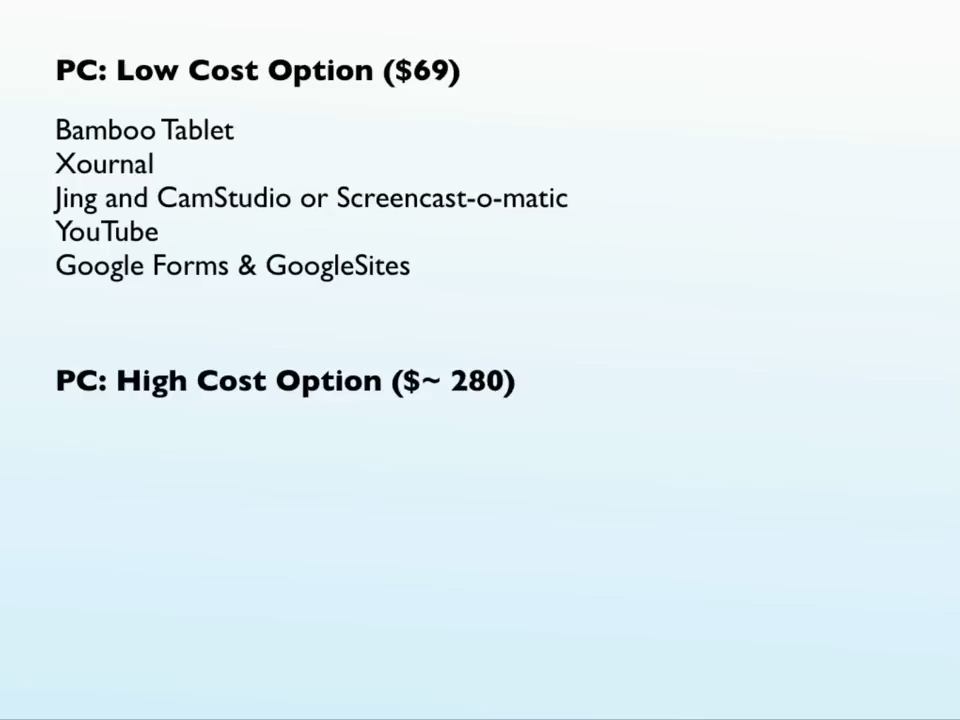 PC: Low Cost Option ($69)
Bamboo Tablet
Xournal
Jing and CamStudio or Screencast-o-matic
YouTube
Google Forms & GoogleSites
PC: High Cost Option ($~ 280)